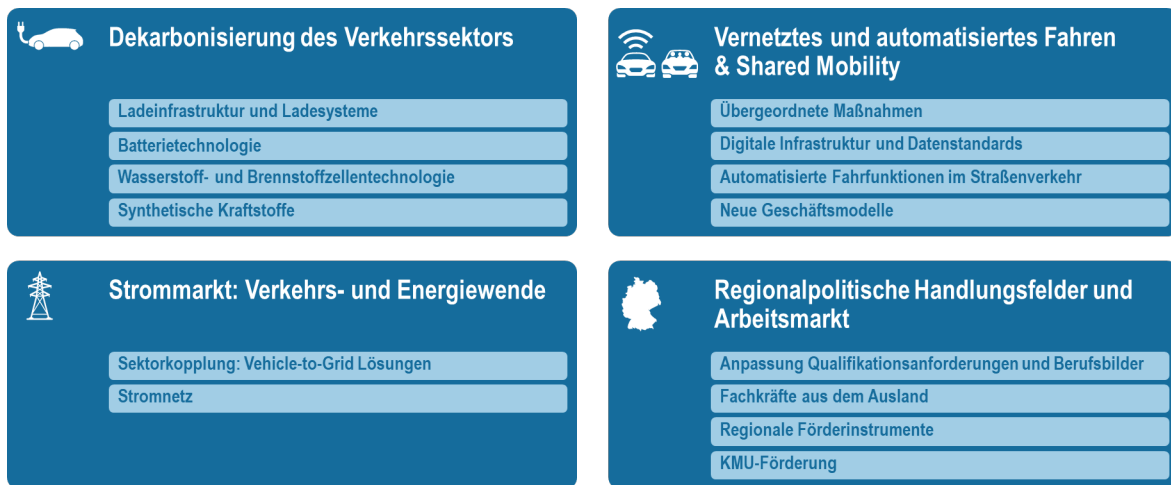 Dekarbonisierung des Verkehrssektors
Ladeinfrastruktur und Ladesysteme
Batterietechnologie
Wasserstoff- und Brennstoffzellentechnologie
Synthetische Kraftstoffe
Vernetztes und automatisiertes Fahren
& Shared Mobility
Übergeordnete Maßnahmen
Digitale Infrastruktur und Datenstandards
Automatisierte Fahrfunktionen im Straßenverkehr
Neue Geschäftsmodelle
Strommarkt: Verkehrs- und Energiewende
Sektorkopplung: Vehicle-to-Grid Lösungen
Stromnetz
Regionalpolitische Handlungsfelder und
Arbeitsmarkt
Anpassung Qualifikationsanforderungen und Berufsbilder
Fachkräfte aus dem Ausland
Regionale Förderinstrumente
KMU-Förderung